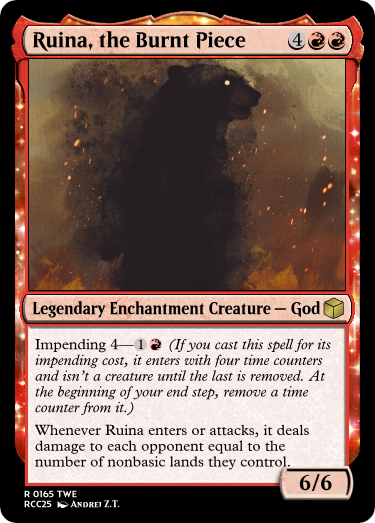 Ruina, the Burnt Piece 4
Legendary Enchantment Creature — God
Impending 4—1 (If you cast this spell for its
impending cost, it enters with four time counters
and isn't a creature until the last is removed. At
the beginning of your end step, remove a time
counter from it.)
Whenever Ruina enters or attacks, it deals
damage to each opponent equal to the
number of nonbasic lands they control.
6/6
R 0165 TWE
RCC25 Andrej Z.T.